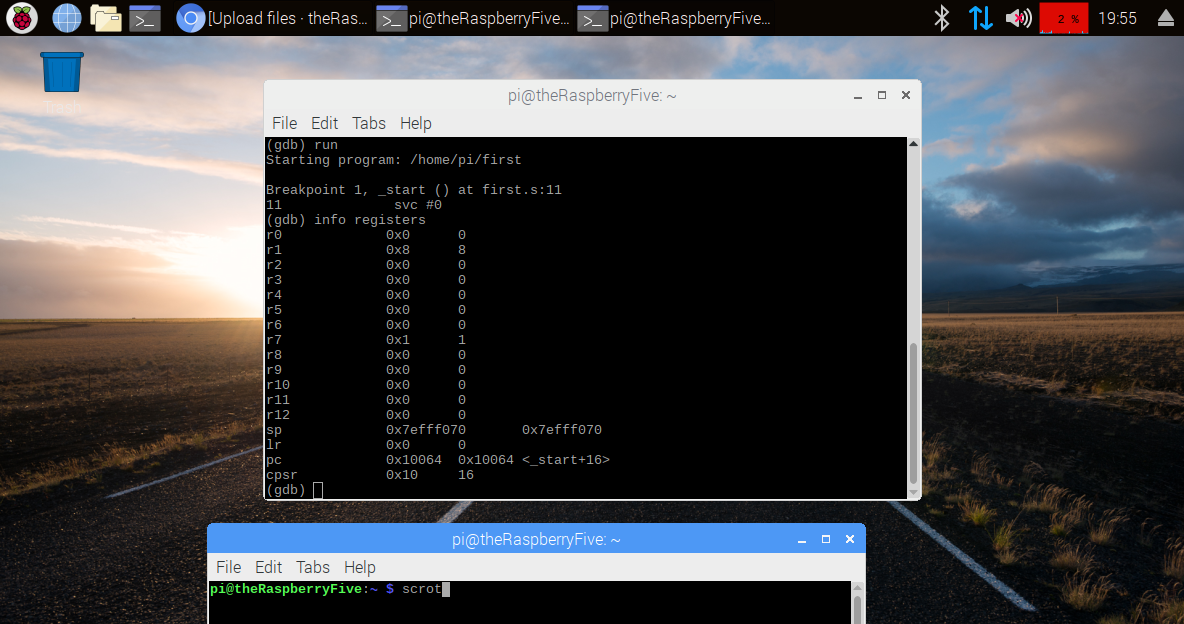 [Upload files · theRas... pi@theRaspberryFive... pi@theRaspberryFive... 2 % 19:55
Trash
pi@theRaspberryFive: ~
File Edit Tabs Help
(gdb) run
Starting program: /home/pi/first
Breakpoint 1, _start () at first.s:11
11 svc #0
(gdb) info registers
r0 0x0 0
r1 0x8 8
r2 0x0 0
r3 0x0 0
r4 0x0 0
r5 0x0 0
r6 0x0 0
r7 0x1 1
r8 0x0 0
r9 0x0 0
r10 0x0 0
r11 0x0 0
r12 0x0 0
sp 0x7efff070 0x7efff070
lr 0x0 0
pc 0x10064 0x10064 <_start+16>
cpsr 0x10 16
(gdb)
pi@theRaspberryFive: ~
File Edit Tabs Help
pi@theRaspberryFive:~ $ scrot